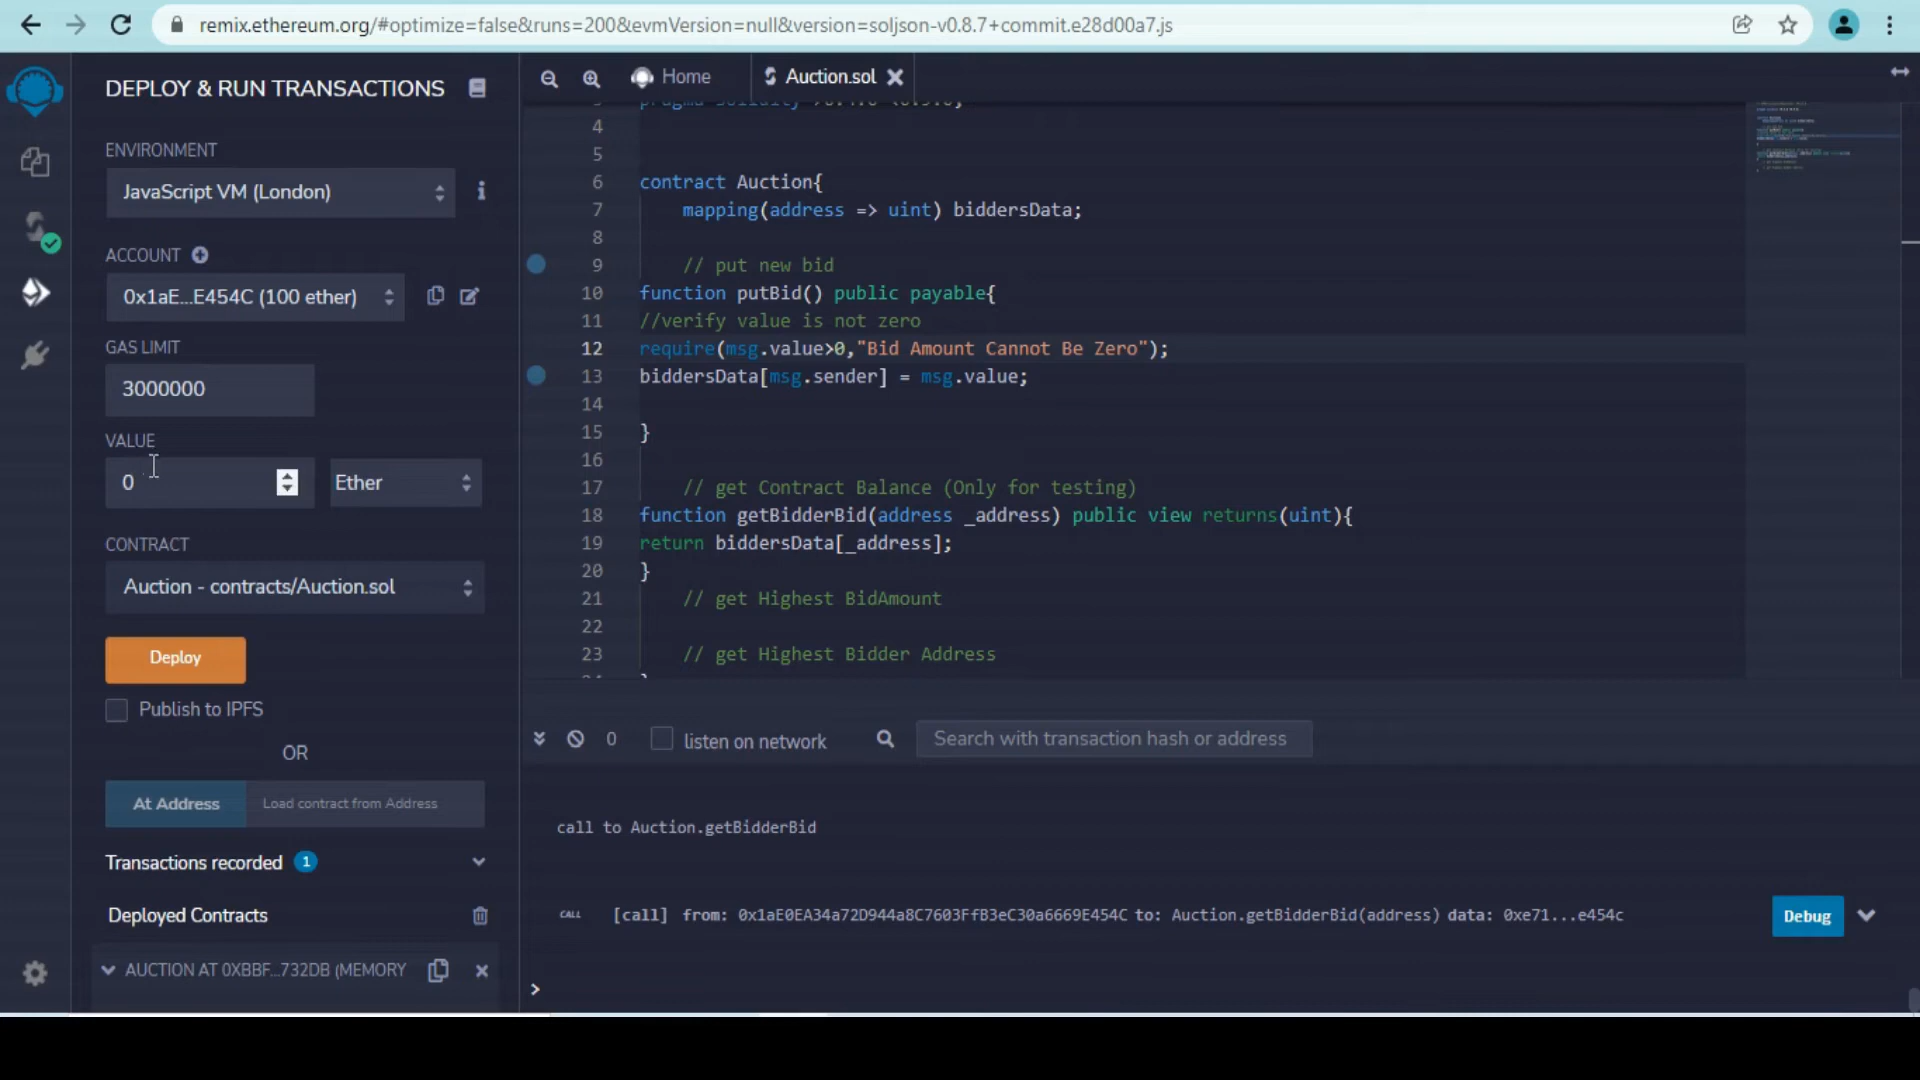 remix.ethereum.org/#optimize=false&runs=200&evmVersion=null&version=soljson-v0.8.7+commit.e28d00a7.js
DEPLOY & RUN TRANSACTIONS
ENVIRONMENT
JavaScript VM (London)
ACCOUNT
0x1aE...E454C (100 ether)
GAS LIMIT
3000000
VALUE
0
Ether
CONTRACT
Auction - contracts/Auction.sol
Deploy
Publish to IPFS
OR
At Address
Load contract from Address
Transactions recorded 1
Deployed Contracts
AUCTION AT 0XBBF...732DB (MEMORY
Home
Auction.sol
pragma solidity
4
5
6 contract Auction{
7 mapping(address => uint) biddersData;
8
9 // put new bid
10 function putBid() public payable{
11 //verify value is not zero
12 require(msg.value>0,"Bid Amount Cannot Be Zero");
13 biddersData[msg.sender] = msg.value;
14
15 }
16
17 // get Contract Balance (Only for testing)
18 function getBidderBid(address _address) public view returns(uint){
19 return biddersData[_address];
20 }
21 // get Highest BidAmount
22
23 // get Highest Bidder Address
0
listen on network
Search with transaction hash or address
call to Auction.getBidderBid
CALL [call] from: 0x1aE0EA34a72D944a8C7603FfB3eC30a6669E454C to: Auction.getBidderBid(address) data: 0xe71...e454c
Debug
>